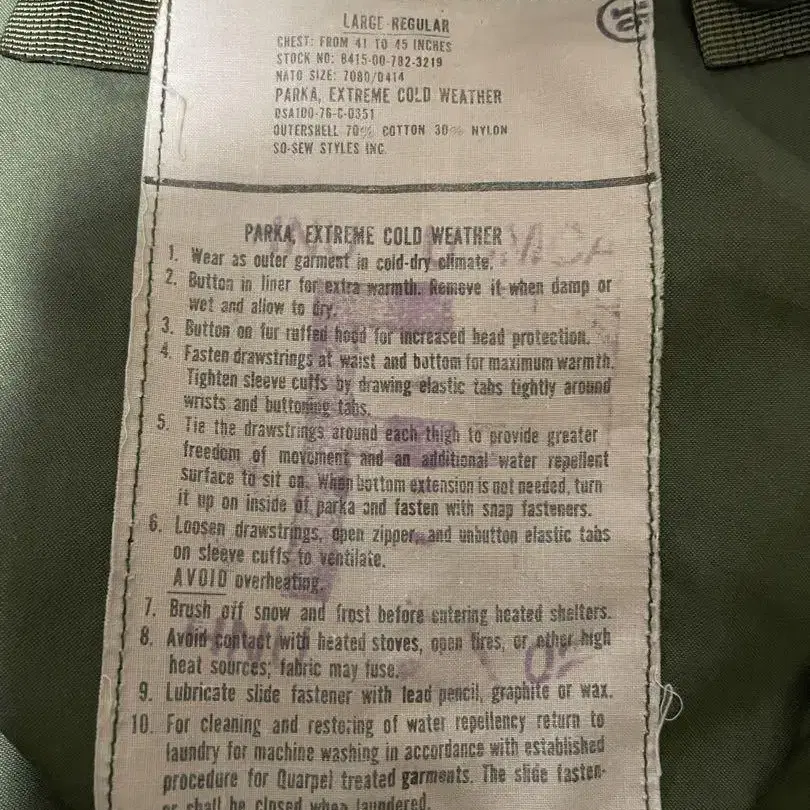 LARGE-REGULAR
CHEST: FROM 41 TO 45 INCHES
STOCK NO: 8415-00-782-3219
NATO SIZE: 7080/0414
PARKA, EXTREME COLD WEATHER
DSA100-76-C-0351
OUTERSHELL 70% COTTON 30% NYLON
SO-SEW STYLES INC.
PARKA, EXTREME COLD WEATHER
1. Wear as outer garment in cold-dry climate.
2. Button in liner for extra warmth. Remove it when damp or
wet and allow to dry.
3. Button on fur ruffed hood for increased head protection.
4. Fasten drawstrings at waist and bottom for maximum warmth.
Tighten sleeve cuffs by drawing elastic tabs tightly around
wrists and buttoning tabs.
5. Tie the drawstrings around each thigh to provide greater
freedom of movement and an additional water repellent
surface to sit on. When bottom extension is not needed, turn
it up on inside of parka and fasten with snap fasteners.
6. Loosen drawstrings, open zipper, and unbutton elastic tabs
on sleeve cuffs to ventilate.
AVOID overheating.
7. Brush off snow and frost before entering heated shelters.
8. Avoid contact with heated stoves, open fires, or other high
heat sources; fabric may fuse.
9. Lubricate slide fastener with lead pencil, graphite or wax.
10. For cleaning and restoring of water repellency return to
laundry for machine washing in accordance with established
procedure for Quarpel treated garments. The slide fasten-
er shall be closed when laundered.